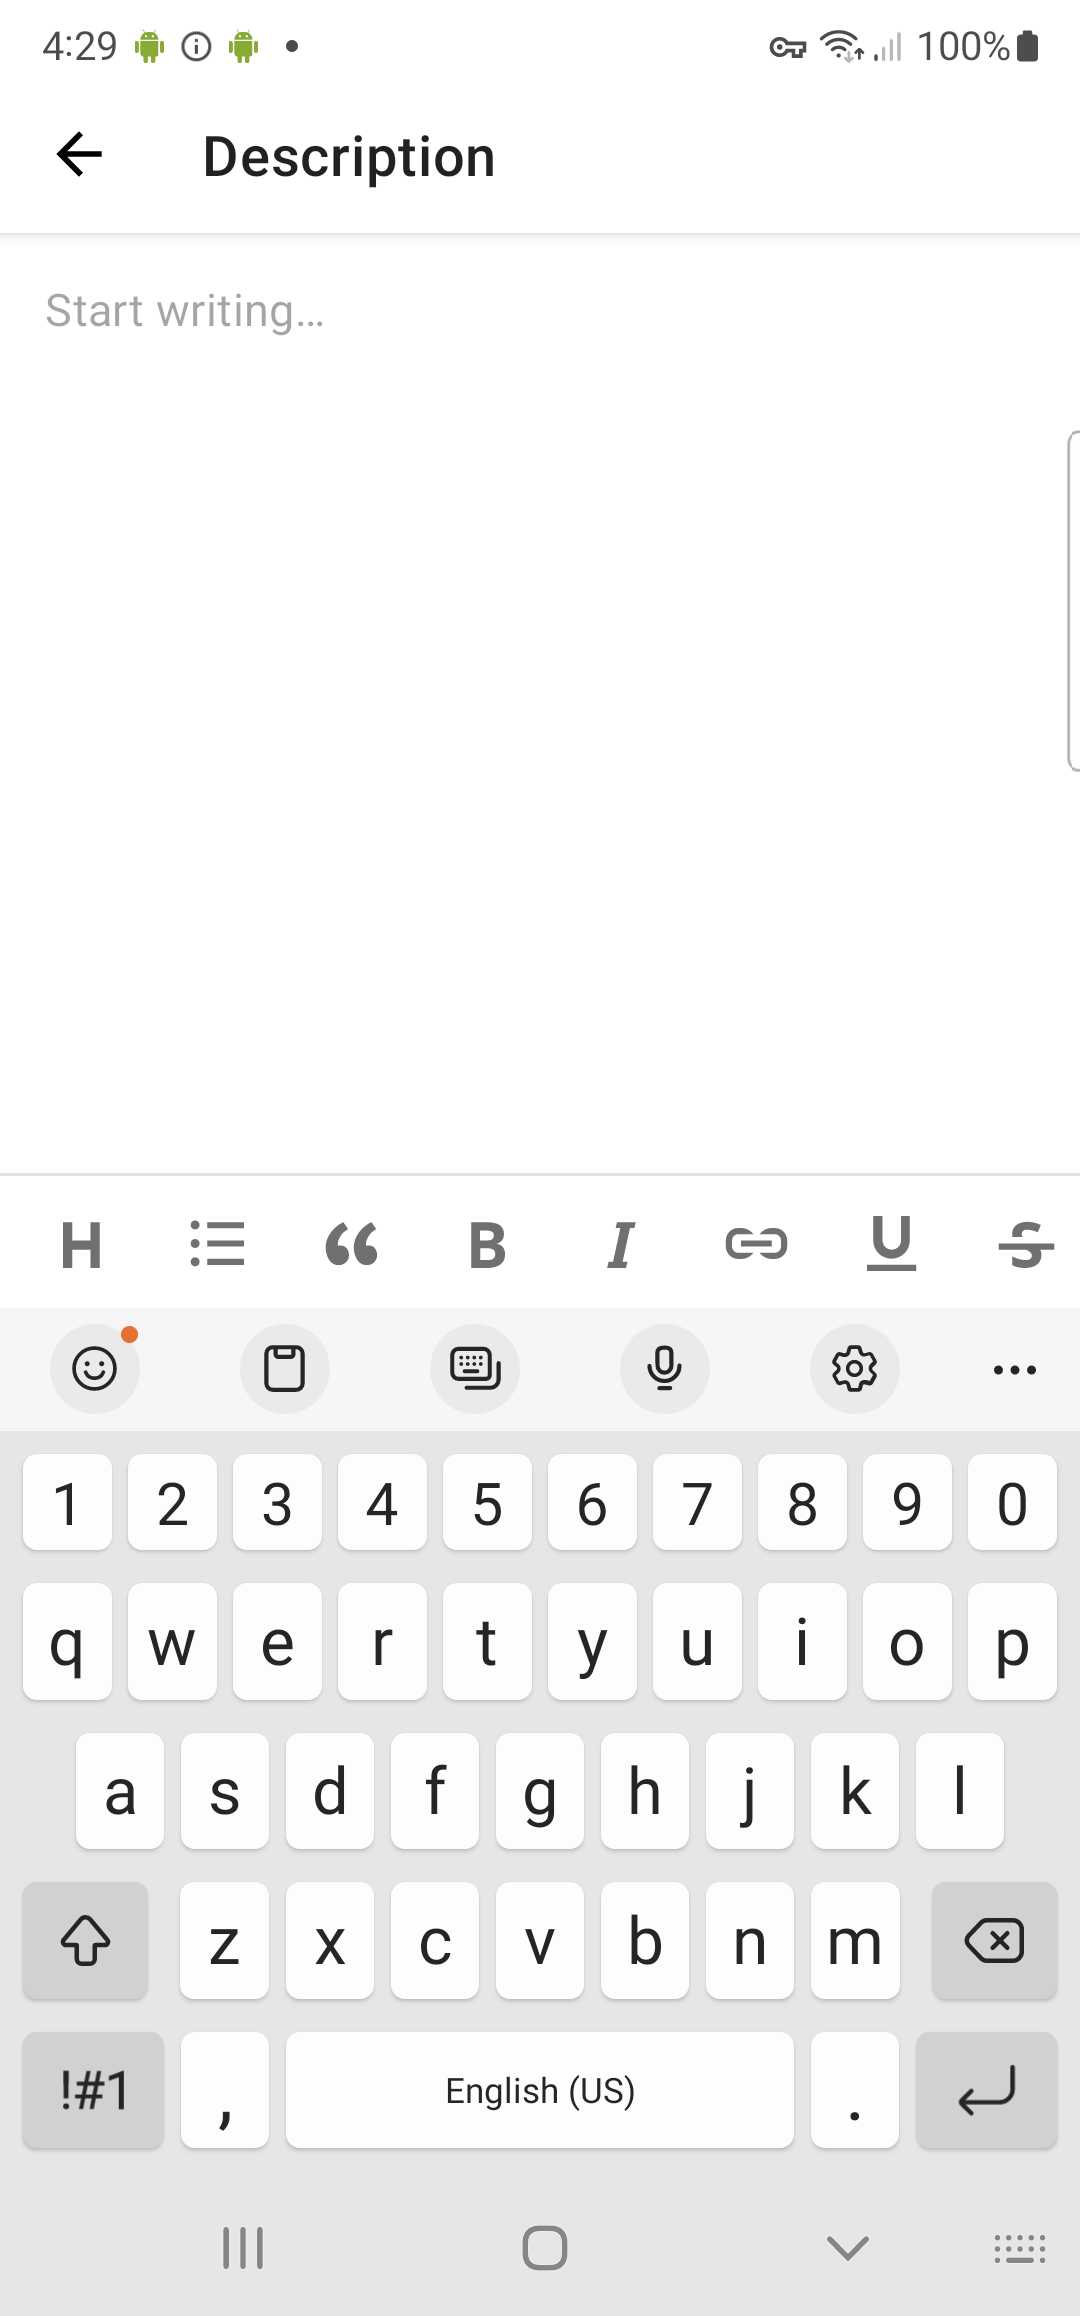 4:29 100%
Description
Start writing...
H B I U S
1 2 3 4 5 6 7 8 9 0
q w e r t y u i o p
a s d f g h j k l
z x c v b n m
!#1 , English (US) .